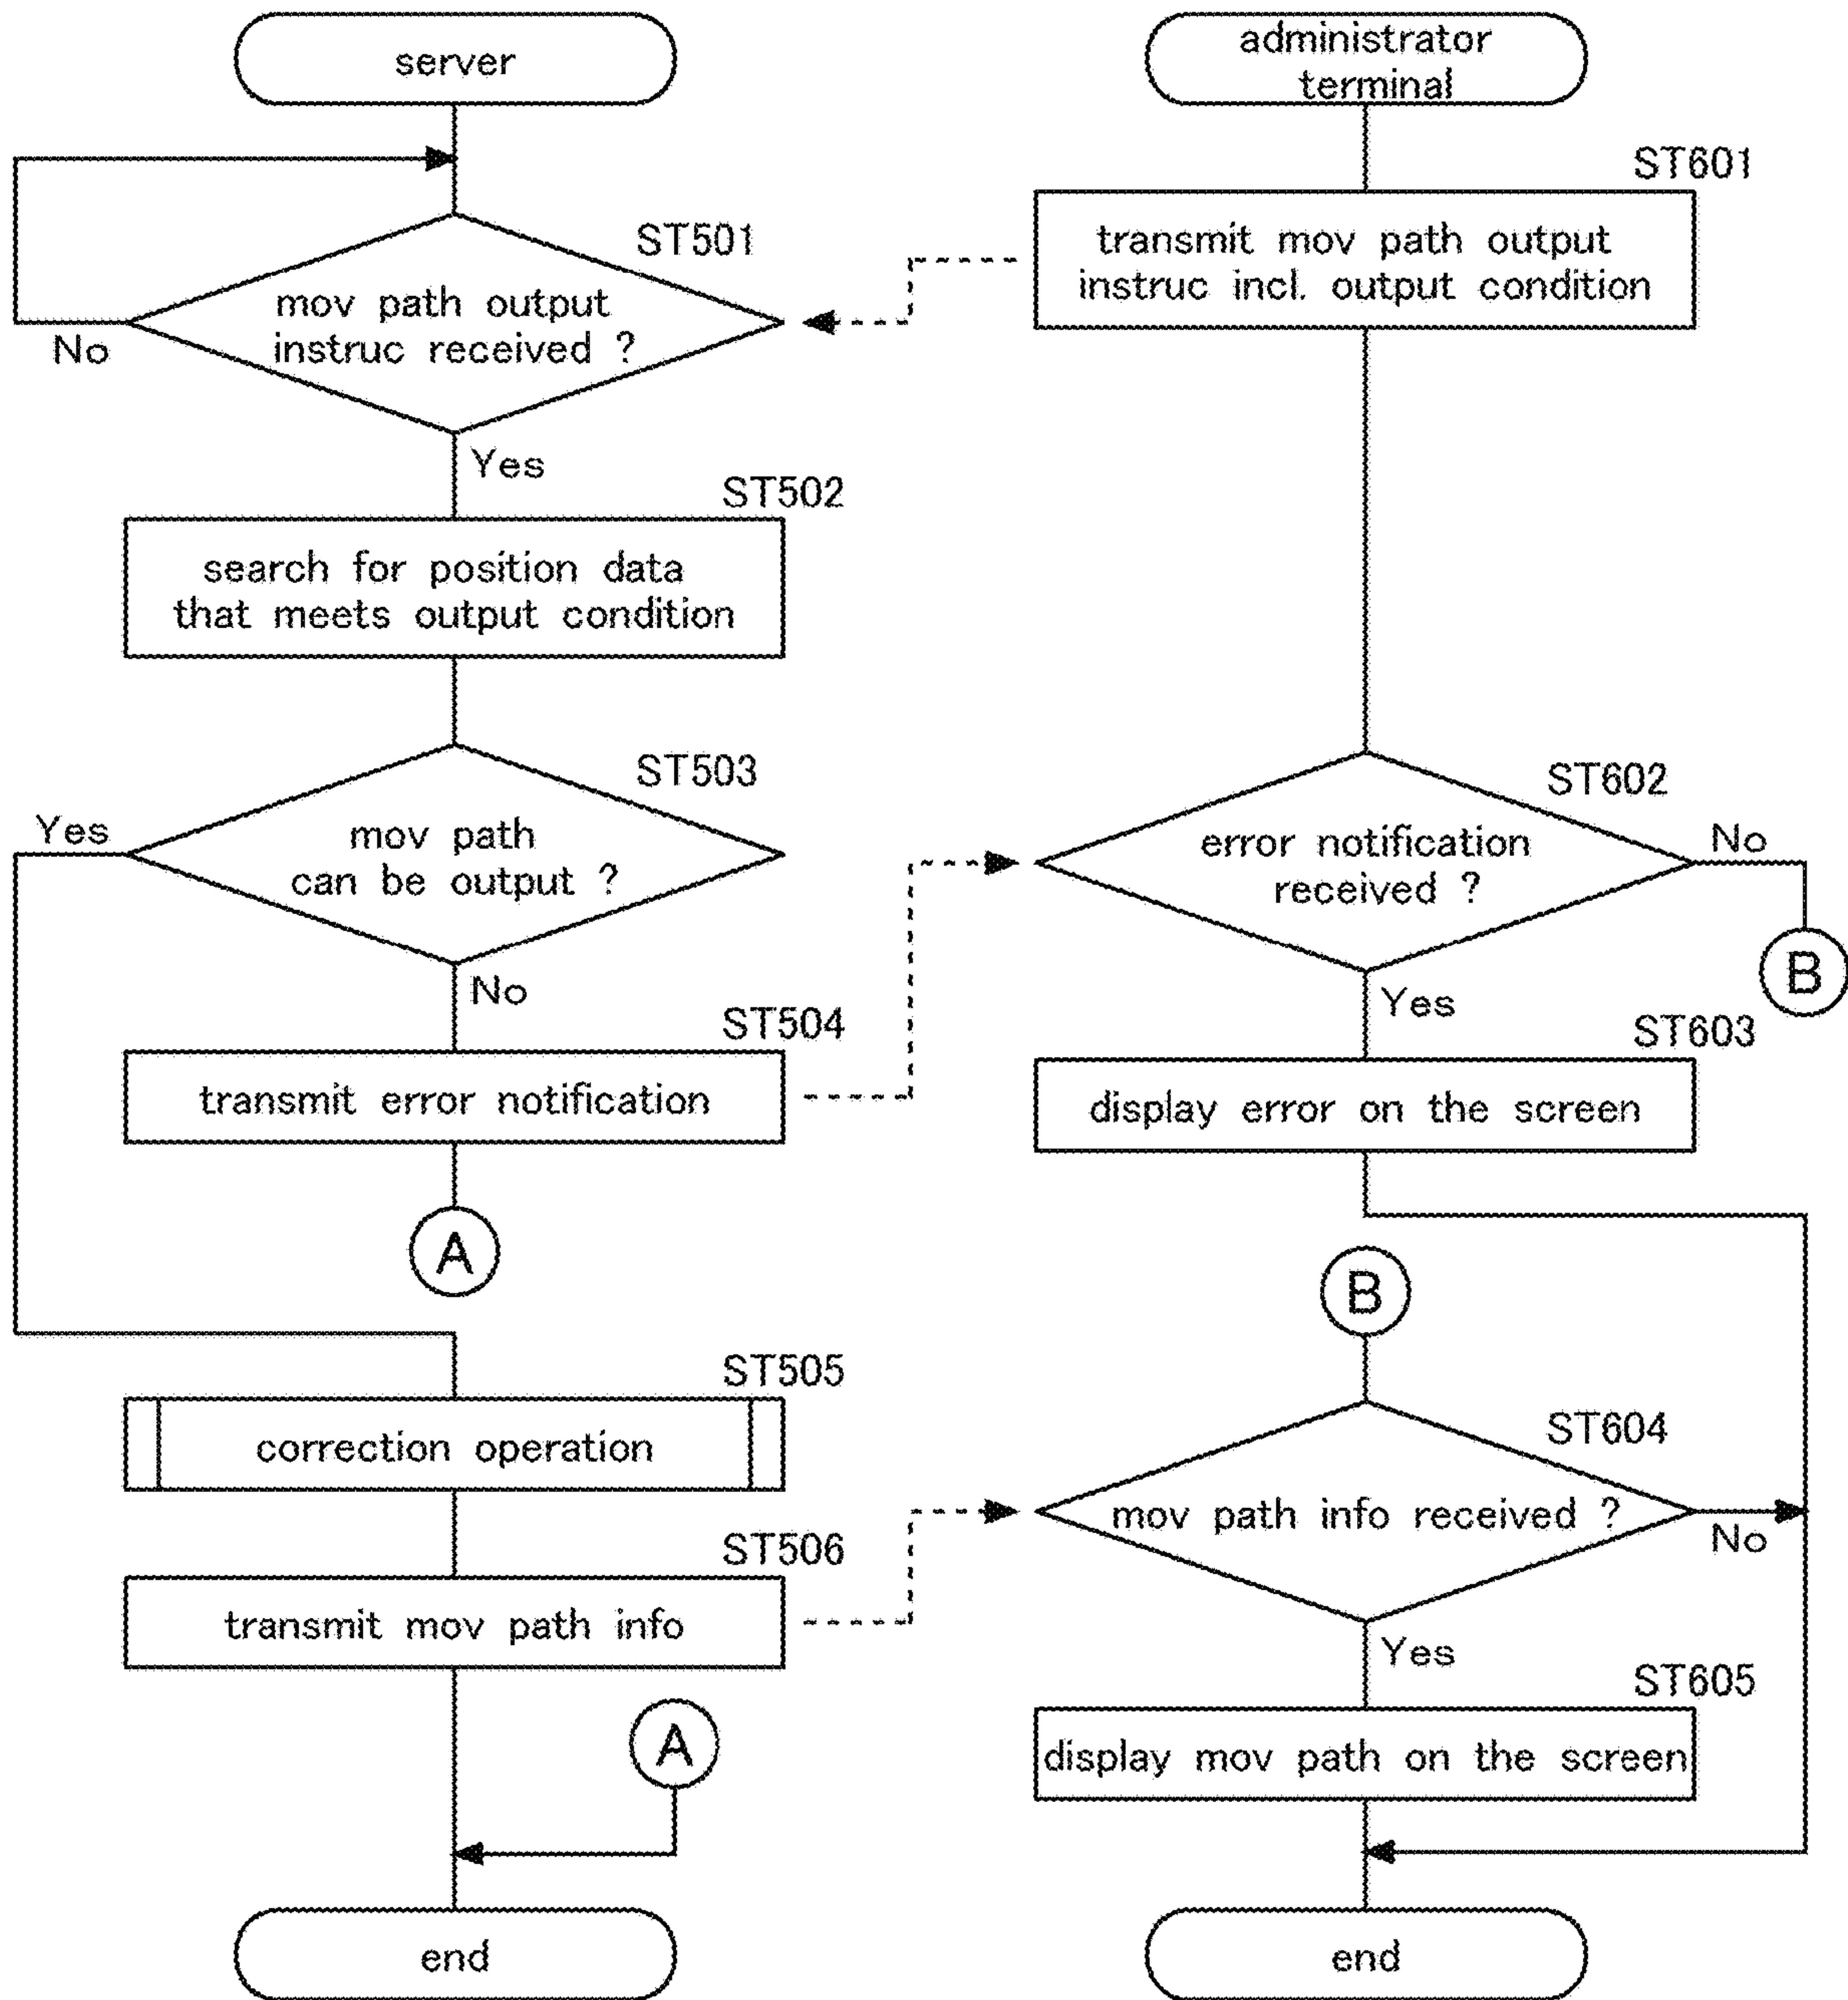 server
ST501
mov path output
instruc received ?
No
Yes
ST502
search for position data
that meets output condition
ST503
Yes
mov path
can be output ?
No
ST504
transmit error notification
A
ST505
correction operation
ST506
transmit mov path info
A
end
administrator
terminal
ST601
transmit mov path output
instruc incl. output condition
ST602
error notification
received ?
No
B
Yes
ST603
display error on the screen
B
ST604
mov path info received ?
No
Yes
ST605
display mov path on the screen
end